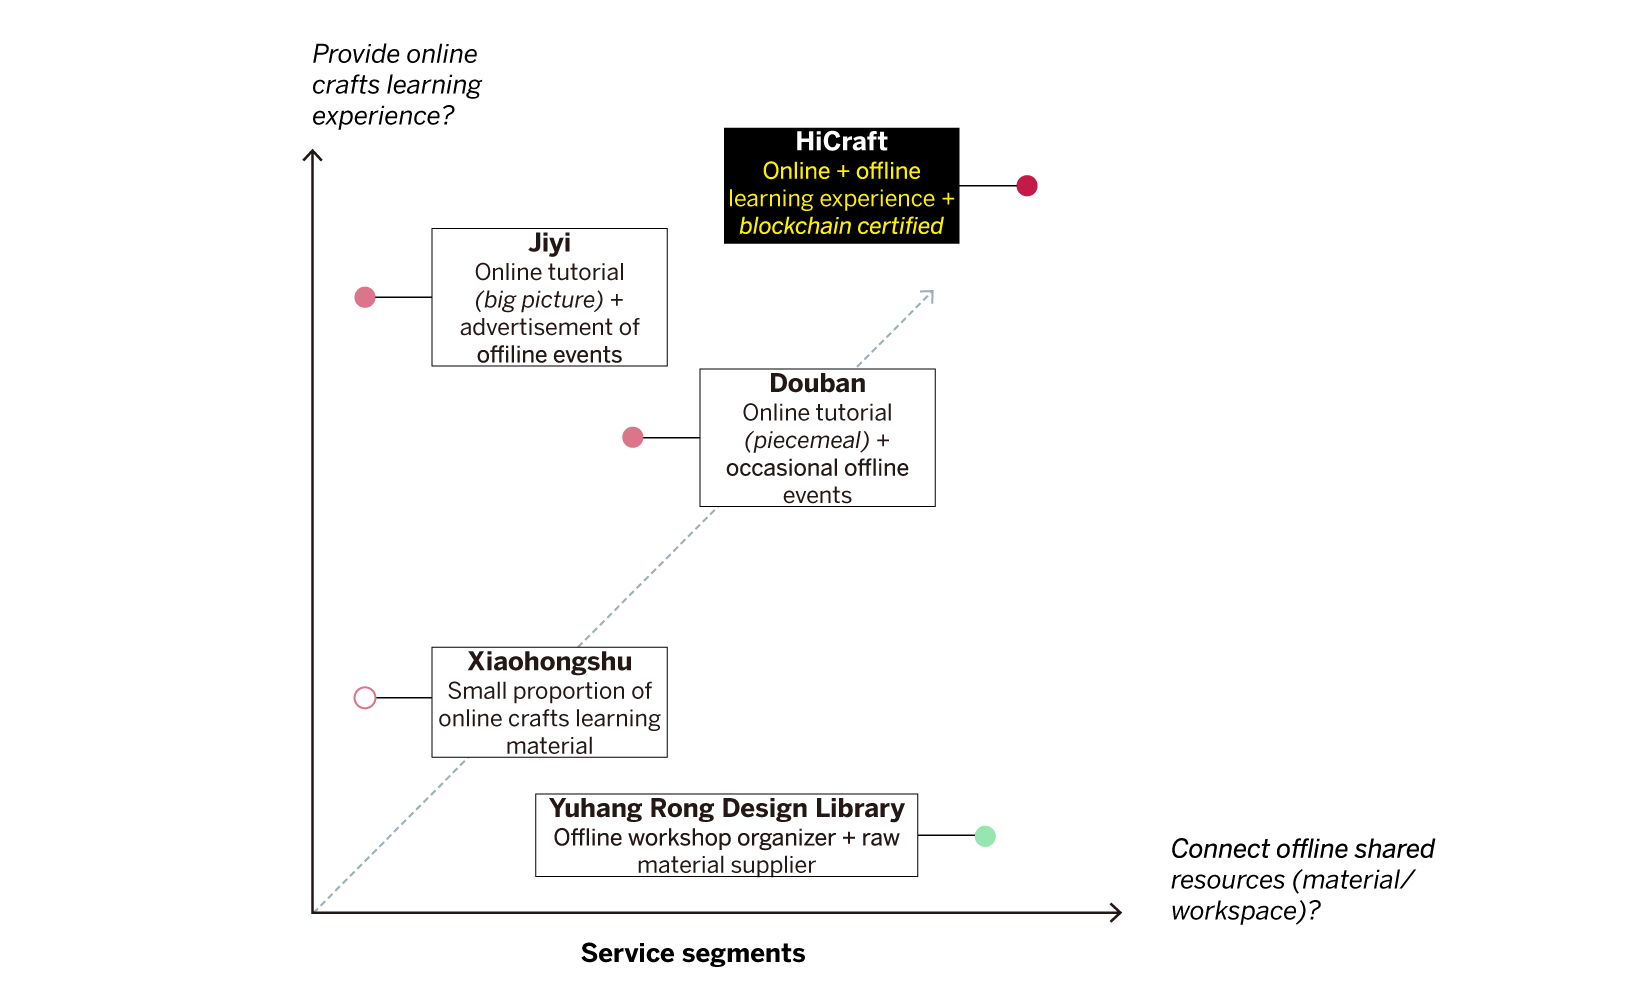 Provide online
crafts learning
experience?
HiCraft
Online + offline
learning experience +
blockchain certified
Jiyi
Online tutorial
(big picture) +
advertisement of
offiline events
Douban
Online tutorial
(piecemeal) +
occasional offline
events
Xiaohongshu
Small proportion of
online crafts learning
material
Yuhang Rong Design Library
Offline workshop organizer + raw
material supplier
Connect offline shared
resources (material/
workspace)?
Service segments